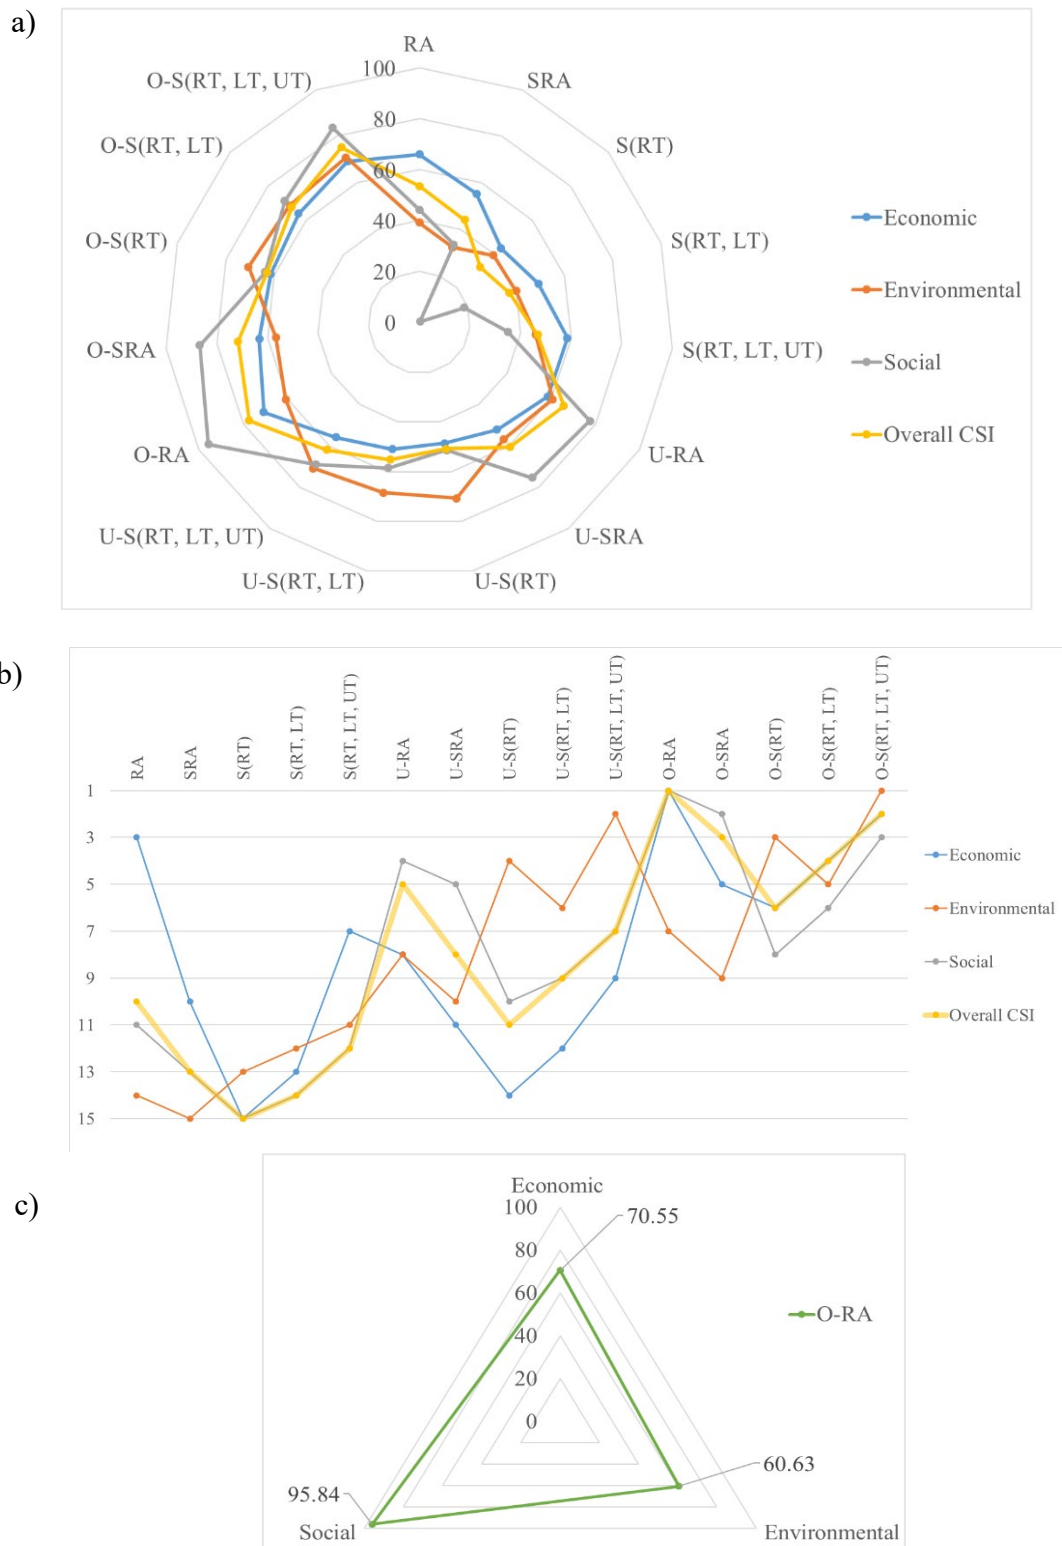 a)
RA
SRA
S(RT)
S(RT, LT)
S(RT, LT, UT)
U-RA
U-SRA
U-S(RT)
U-S(RT, LT)
U-S(RT, LT, UT)
O-RA
O-SRA
O-S(RT)
O-S(RT, LT)
O-S(RT, LT, UT)
100
80
60
40
20
0
Economic
Environmental
Social
Overall CSI
b)
RA
SRA
S(RT)
S(RT, LT)
S(RT, LT, UT)
U-RA
U-SRA
U-S(RT)
U-S(RT, LT)
U-S(RT, LT, UT)
O-RA
O-SRA
O-S(RT)
O-S(RT, LT)
O-S(RT, LT, UT)
1
3
5
7
9
11
13
15
Economic
Environmental
Social
Overall CSI
c)
Economic
100
80
60
40
20
0
70.55
O-RA
60.63
95.84
Social
Environmental